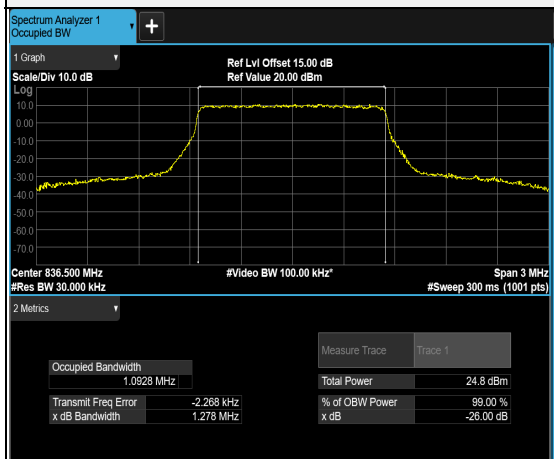 Spectrum Analyzer 1
Occupied BW
+
1 Graph
Ref Lvl Offset 15.00 dB
Scale/Div 10.0 dB
Ref Value 20.00 dBm
Log
10.0
0.00
-10.0
-20.0
-30.0
-40.0
-50.0
-60.0
-70.0
Center 836.500 MHz
#Video BW 100.00 kHz*
Span 3 MHz
#Res BW 30.000 kHz
#Sweep 300 ms (1001 pts)
2 Metrics
Measure Trace
Trace 1
Occupied Bandwidth
1.0928 MHz
Total Power
24.8 dBm
Transmit Freq Error
-2.268 kHz
% of OBW Power
99.00 %
x dB Bandwidth
1.278 MHz
x dB
-26.00 dB